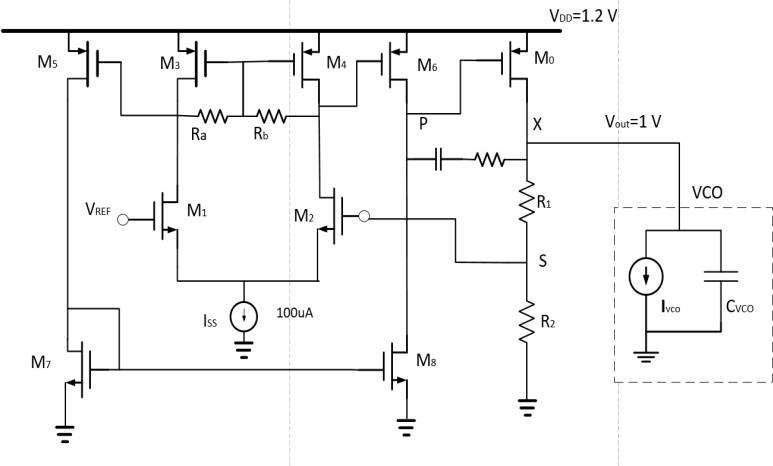 V_DD=1.2 V
M5
M3
M4
M6
M0
Ra
Rb
P
X
Vout=1 V
VREF
M1
M2
R1
VCO
S
ISS
100uA
Ivco
CVCO
R2
M7
M8